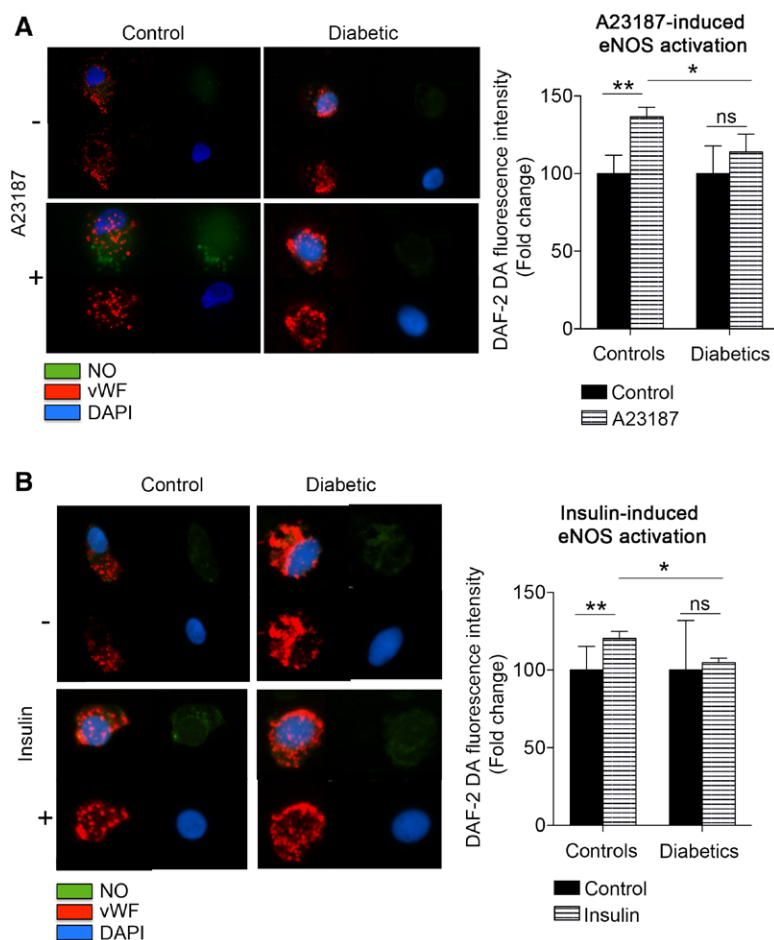 A
Control
Diabetic
-
A23187
+
NO
vWF
DAPI
A23187-induced
eNOS activation
**
*
ns
150
100
50
0
DAF-2 DA fluorescence intensity
(Fold change)
Controls
Diabetics
Control
A23187
B
Control
Diabetic
-
Insulin
+
NO
vWF
DAPI
Insulin-induced
eNOS activation
**
*
ns
150
100
50
0
DAF-2 DA fluorescence intensity
(Fold change)
Controls
Diabetics
Control
Insulin